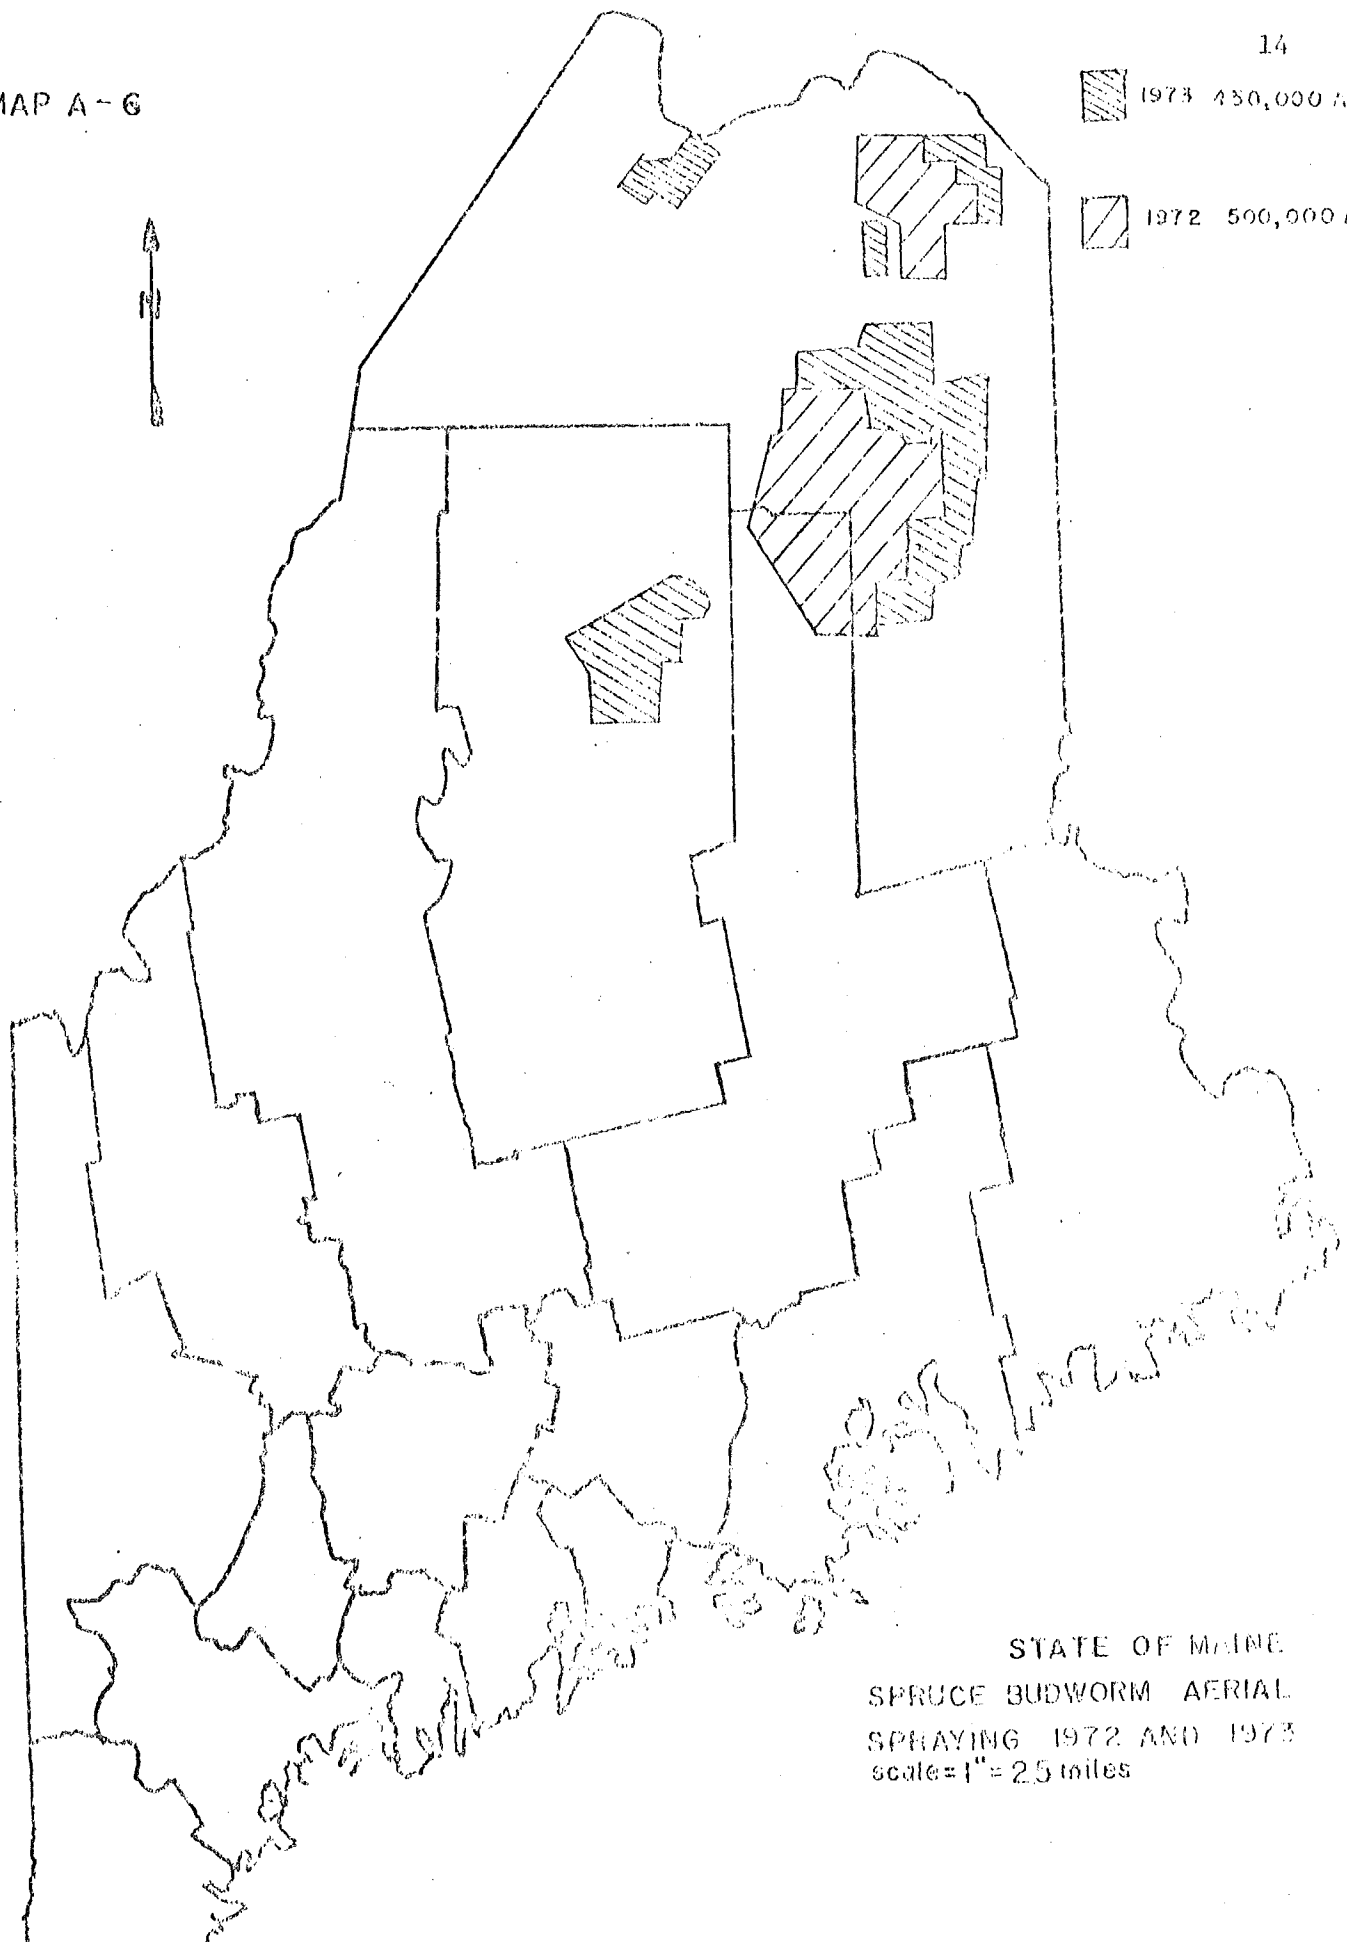 14
MAP A-6
1973 450,000 A
1972 500,000
N
STATE OF MAINE
SPRUCE BUDWORM AERIAL
SPRAYING 1972 AND 1973
scale=1"=25 miles